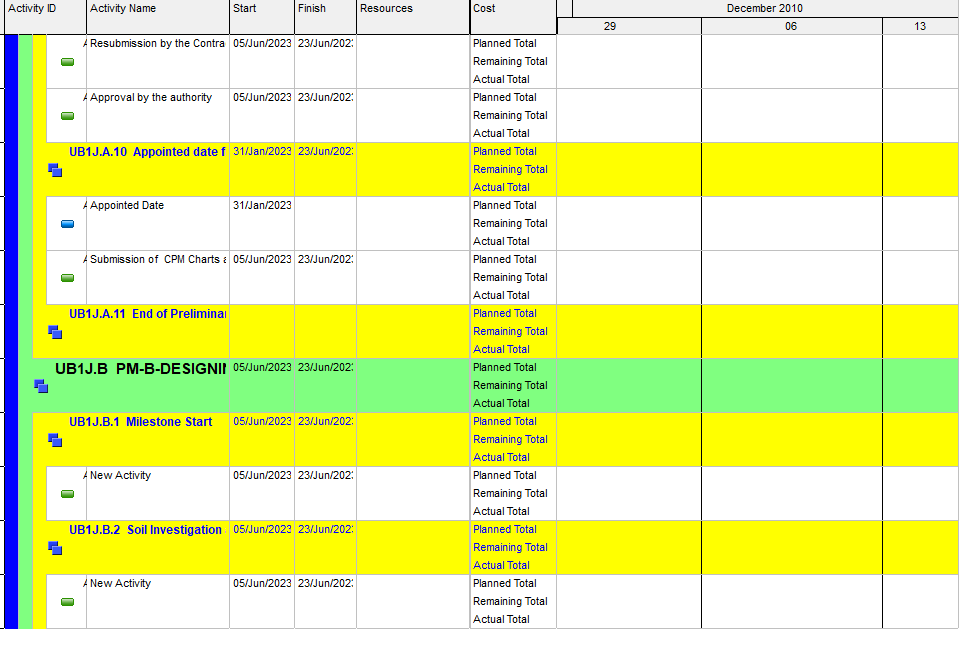 Activity ID Activity Name Start Finish Resources Cost December 2010
29 06 13
Resubmission by the Contra 05/Jun/2023 23/Jun/202 Planned Total
Remaining Total
Actual Total
Approval by the authority 05/Jun/2023 23/Jun/202 Planned Total
Remaining Total
Actual Total
UB1J.A.10 Appointed date f 31/Jan/2023 23/Jun/202 Planned Total
Remaining Total
Actual Total
Appointed Date 31/Jan/2023 Planned Total
Remaining Total
Actual Total
Submission of CPM Charts 05/Jun/2023 23/Jun/202 Planned Total
Remaining Total
Actual Total
UB1J.A.11 End of Prelimina Planned Total
Remaining Total
Actual Total
UB1J.B PM-B-DESIGNI 05/Jun/2023 23/Jun/202 Planned Total
Remaining Total
Actual Total
UB1J.B.1 Milestone Start 05/Jun/2023 23/Jun/202 Planned Total
Remaining Total
Actual Total
New Activity 05/Jun/2023 23/Jun/202 Planned Total
Remaining Total
Actual Total
UB1J.B.2 Soil Investigation 05/Jun/2023 23/Jun/202 Planned Total
Remaining Total
Actual Total
New Activity 05/Jun/2023 23/Jun/202 Planned Total
Remaining Total
Actual Total